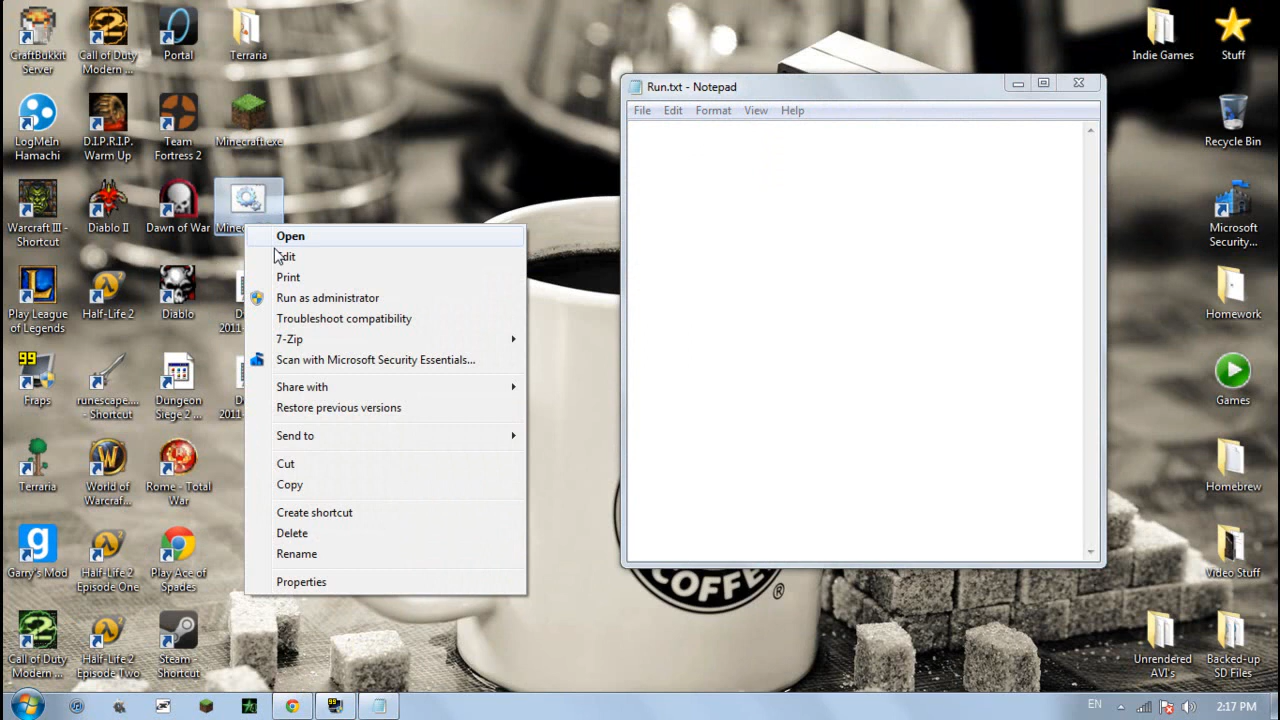 CraftBukkit
Server
Call of Duty
Modern ...
Portal
Terraria
LogMeIn
Hamachi
D.I.P.R.I.P.
Warm Up
Team
Fortress 2
Minecraft.exe
Warcraft III -
Shortcut
Diablo II
Dawn of War
Play League
of Legends
Half-Life 2
Diablo
2011
99
Fraps
runescape....
- Shortcut
Dungeon
Siege 2 ...
2011
Terraria
World of
Warcraf...
Rome - Total
War
g
Garry's Mod
Half-Life 2
Episode One
Play Ace of
Spades
Call of Duty
Modern ...
Half-Life 2
Episode Two
Steam -
Shortcut
Open
Edit
Print
Run as administrator
Troubleshoot compatibility
7-Zip
Scan with Microsoft Security Essentials...
Share with
Restore previous versions
Send to
Cut
Copy
Create shortcut
Delete
Rename
Properties
Run.txt - Notepad
File Edit Format View Help
COFFE
®
Indie Games
Stuff
Recycle Bin
Microsoft
Security...
Homework
Games
Homebrew
Video Stuff
Unrendered
AVI's
Backed-up
SD Files
99
EN
2:17 PM